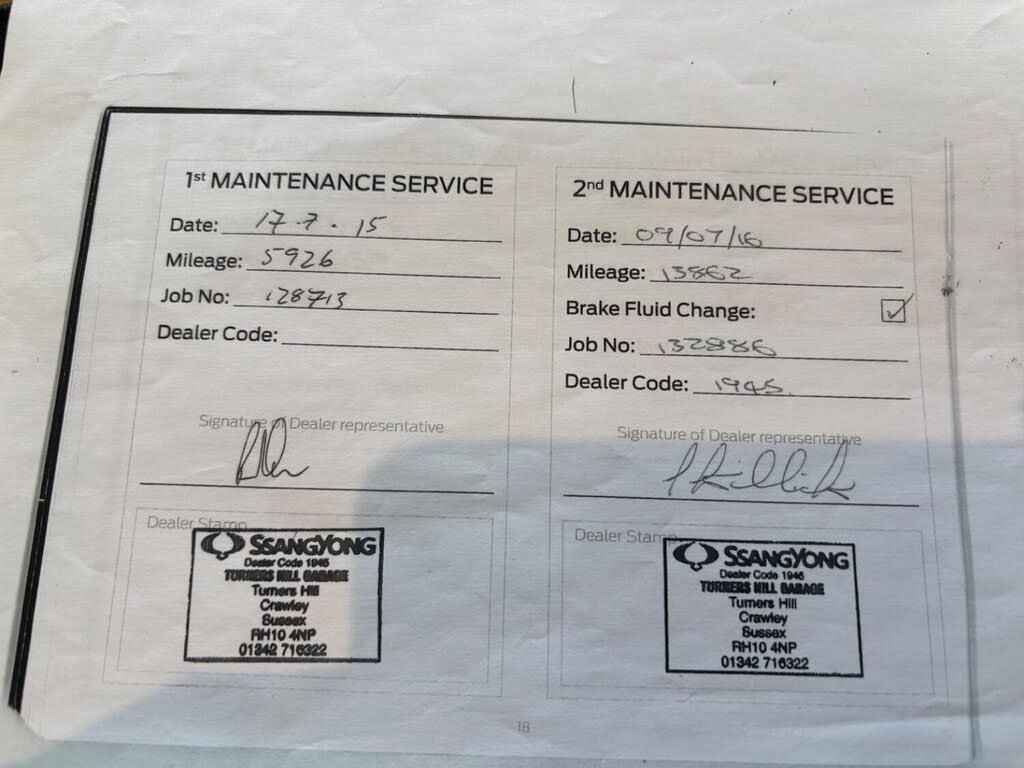 1st MAINTENANCE SERVICE
Date: 17-7-15
Mileage: 5926
Job No: 128713
Dealer Code:
Signature of Dealer representative
Dealer Stamp
SSANGYONG
Dealer Code 1945
TURNERS HILL GARAGE
Turners Hill
Crawley
Sussex
RH10 4NP
01342 716322
2nd MAINTENANCE SERVICE
Date: 09/07/16
Mileage: 13862
Brake Fluid Change: ✓
Job No: 132886
Dealer Code: 1945.
Signature of Dealer representative
Dealer Stamp
SSANGYONG
Dealer Code 1945
TURNERS HILL GARAGE
Turners Hill
Crawley
Sussex
RH10 4NP
01342 716322
18